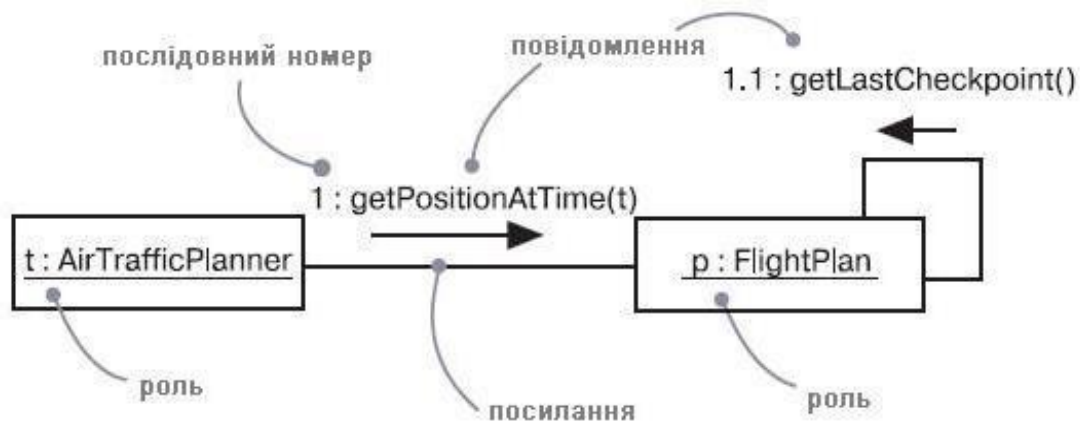 послідовний номер
повідомлення
1.1 : getLastCheckpoint()
1 : getPositionAtTime(t)
t : AirTrafficPlanner
p : FlightPlan
роль
посилання
роль